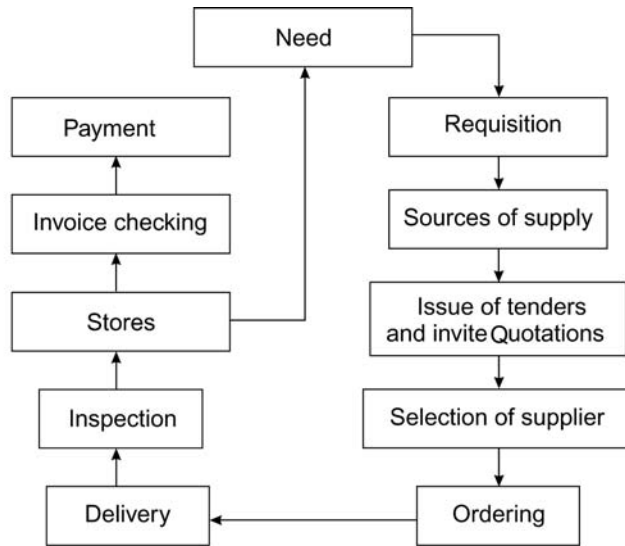 Need
Requisition
Sources of supply
Issue of tenders
and invite Quotations
Selection of supplier
Ordering
Delivery
Inspection
Stores
Invoice checking
Payment